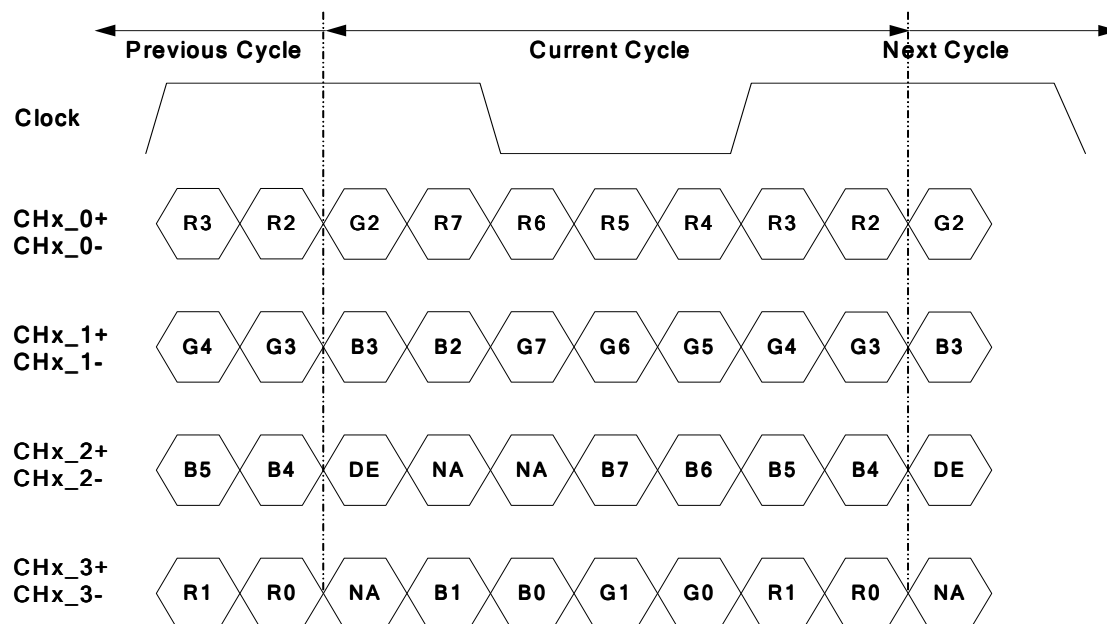 Previous Cycle Current Cycle Next Cycle
Clock
CHx_0+
CHx_0-
R3 R2 G2 R7 R6 R5 R4 R3 R2 G2
CHx_1+
CHx_1-
G4 G3 B3 B2 G7 G6 G5 G4 G3 B3
CHx_2+
CHx_2-
B5 B4 DE NA NA B7 B6 B5 B4 DE
CHx_3+
CHx_3-
R1 R0 NA B1 B0 G1 G0 R1 R0 NA